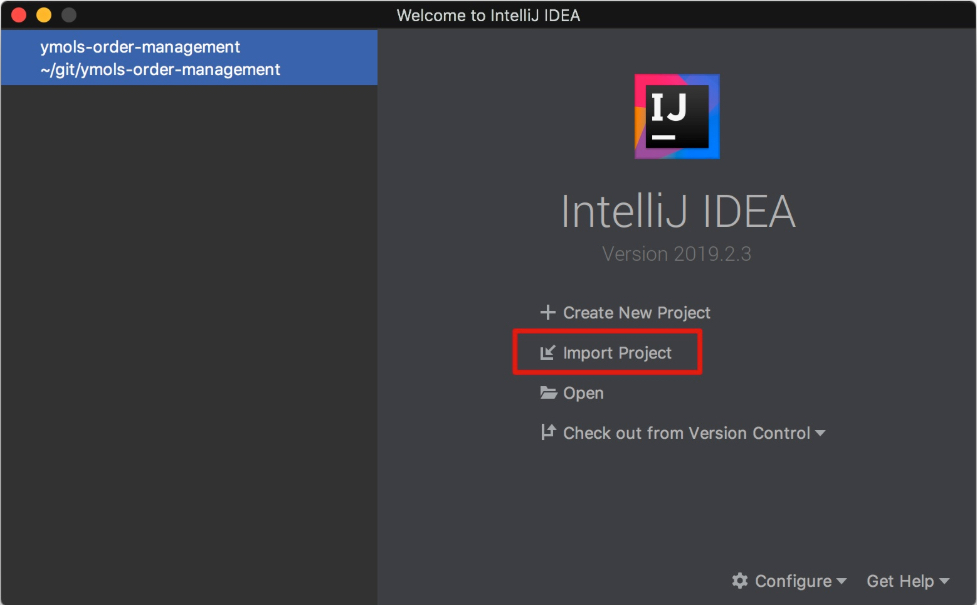 Welcome to IntelliJ IDEA
ymols-order-management
~/git/ymols-order-management
IJ
IntelliJ IDEA
Version 2019.2.3
Create New Project
Import Project
Open
Check out from Version Control
Configure
Get Help